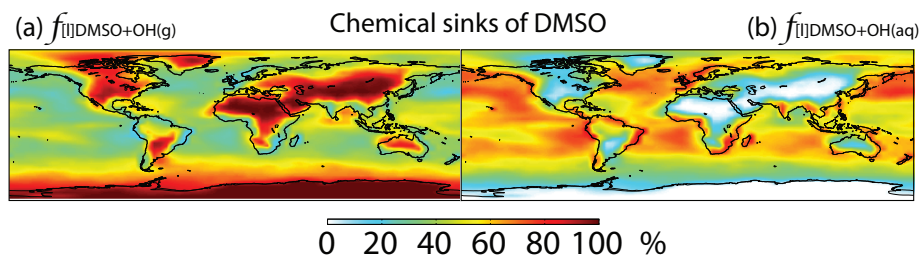 (a) f[l]DMSO+OH(g) Chemical sinks of DMSO (b) f[l]DMSO+OH(aq)
0 20 40 60 80 100 %